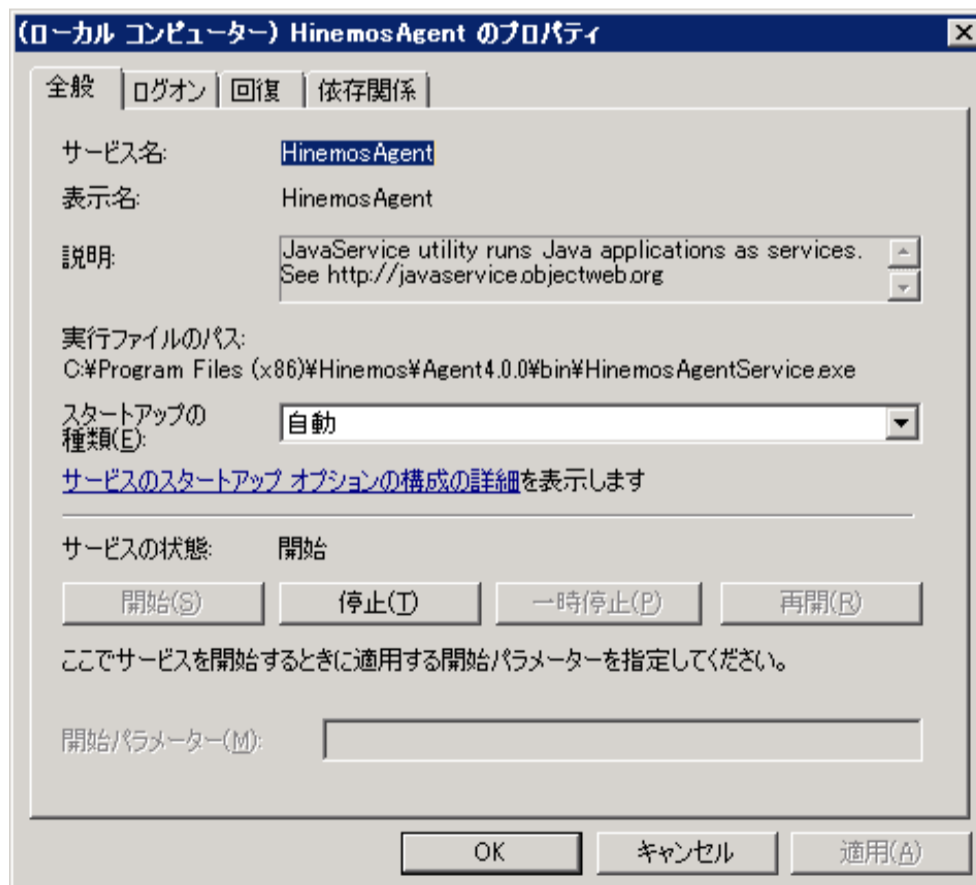 (ローカル コンピューター) HinemosAgent のプロパティ
全般 ログオン 回復 依存関係
サービス名: HinemosAgent
表示名: HinemosAgent
説明: JavaService utility runs Java applications as services.
See http://javaservice.objectweb.org
実行ファイルのパス:
C:¥Program Files (x86)¥Hinemos¥Agent4.0.0¥bin¥HinemosAgentService.exe
スタートアップの
種類(E): 自動
サービスのスタートアップ オプションの構成の詳細を表示します
サービスの状態: 開始
開始(S) 停止(T) 一時停止(P) 再開(R)
ここでサービスを開始するときに適用する開始パラメーターを指定してください。
開始パラメーター(M):
OK キャンセル 適用(A)